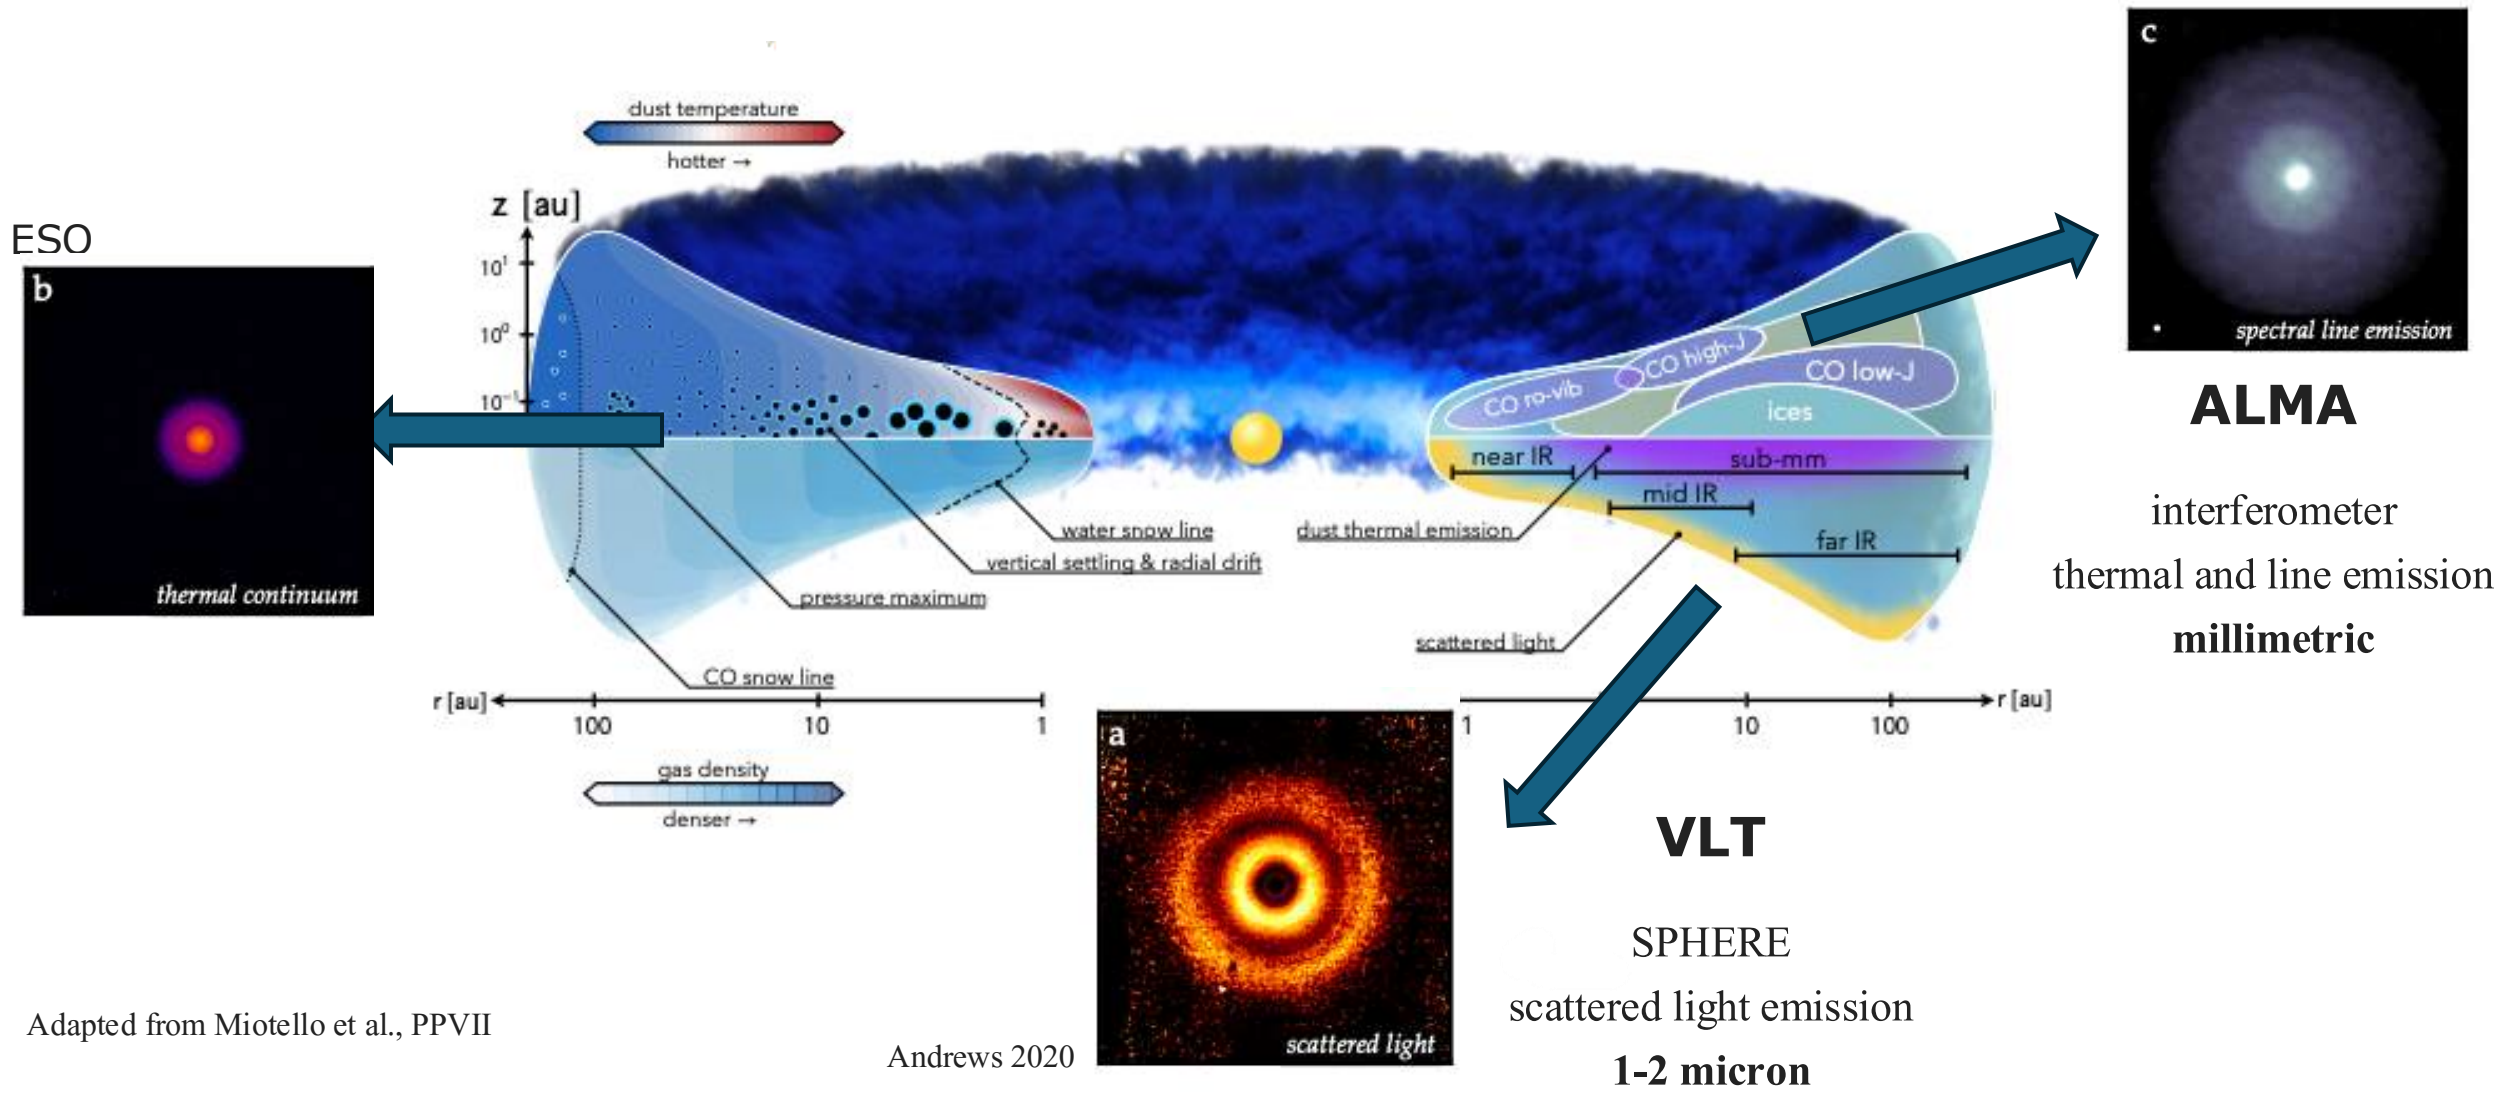 c
spectral line emission
dust temperature
hotter →
z [au]
10¹
10⁰
10⁻¹
ESO
b
thermal continuum
CO ro-vib
CO high-J
CO low-J
ices
near IR
sub-mm
mid IR
far IR
water snow line
vertical settling & radial drift
pressure maximum
CO snow line
dust thermal emission
scattered light
r [au]
100
10
1
1
10
100
r [au]
gas density
denser →
ALMA
interferometer
thermal and line emission
millimetric
a
scattered light
VLT
SPHERE
scattered light emission
1-2 micron
Adapted from Miotello et al., PPVII
Andrews 2020